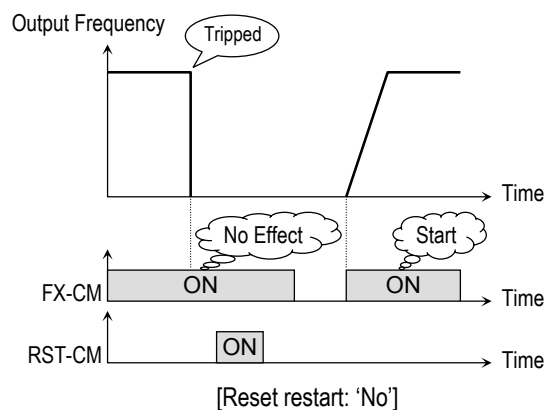 Output Frequency
Tripped
Time
No Effect
Start
FX-CM
ON
ON
Time
RST-CM
ON
Time
[Reset restart: ‘No’]